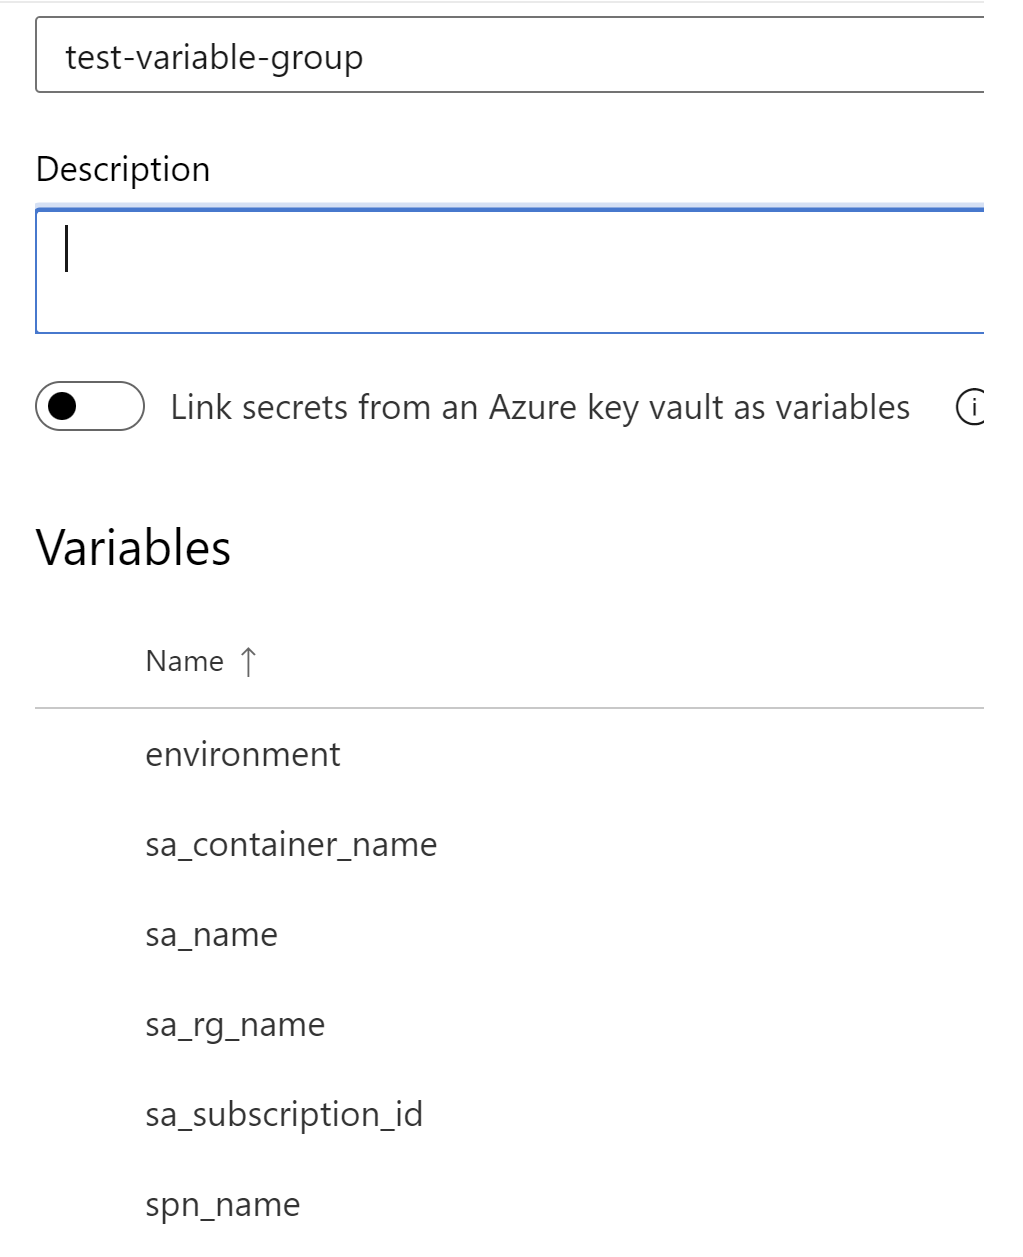 test-variable-group
Description
Link secrets from an Azure key vault as variables
Variables
Name ↑
environment
sa_container_name
sa_name
sa_rg_name
sa_subscription_id
spn_name